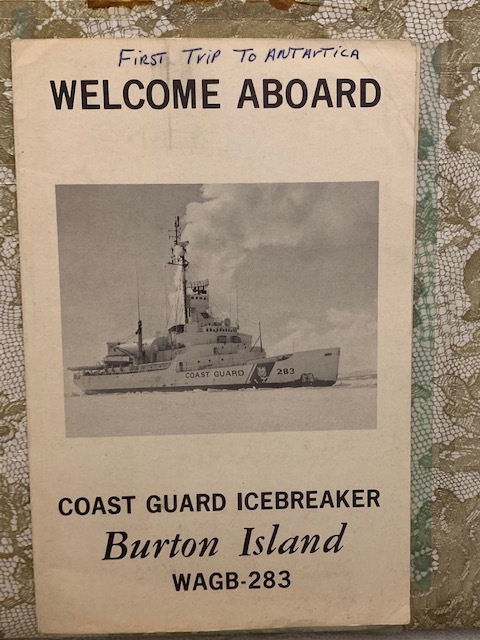 FIRST TRIP TO ANTARTICA
WELCOME ABOARD
COAST GUARD 283
COAST GUARD ICEBREAKER
Burton Island
WAGB-283